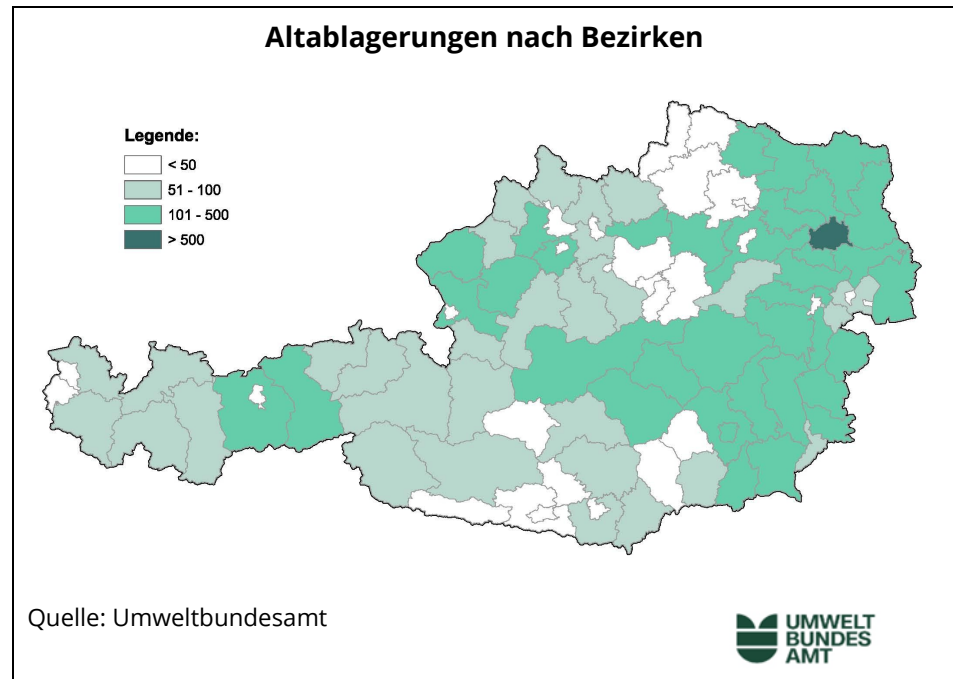 Altablagerungen nach Bezirken
Legende:
< 50
51 - 100
101 - 500
> 500
Quelle: Umweltbundesamt
UMWELT
BUNDES
AMT